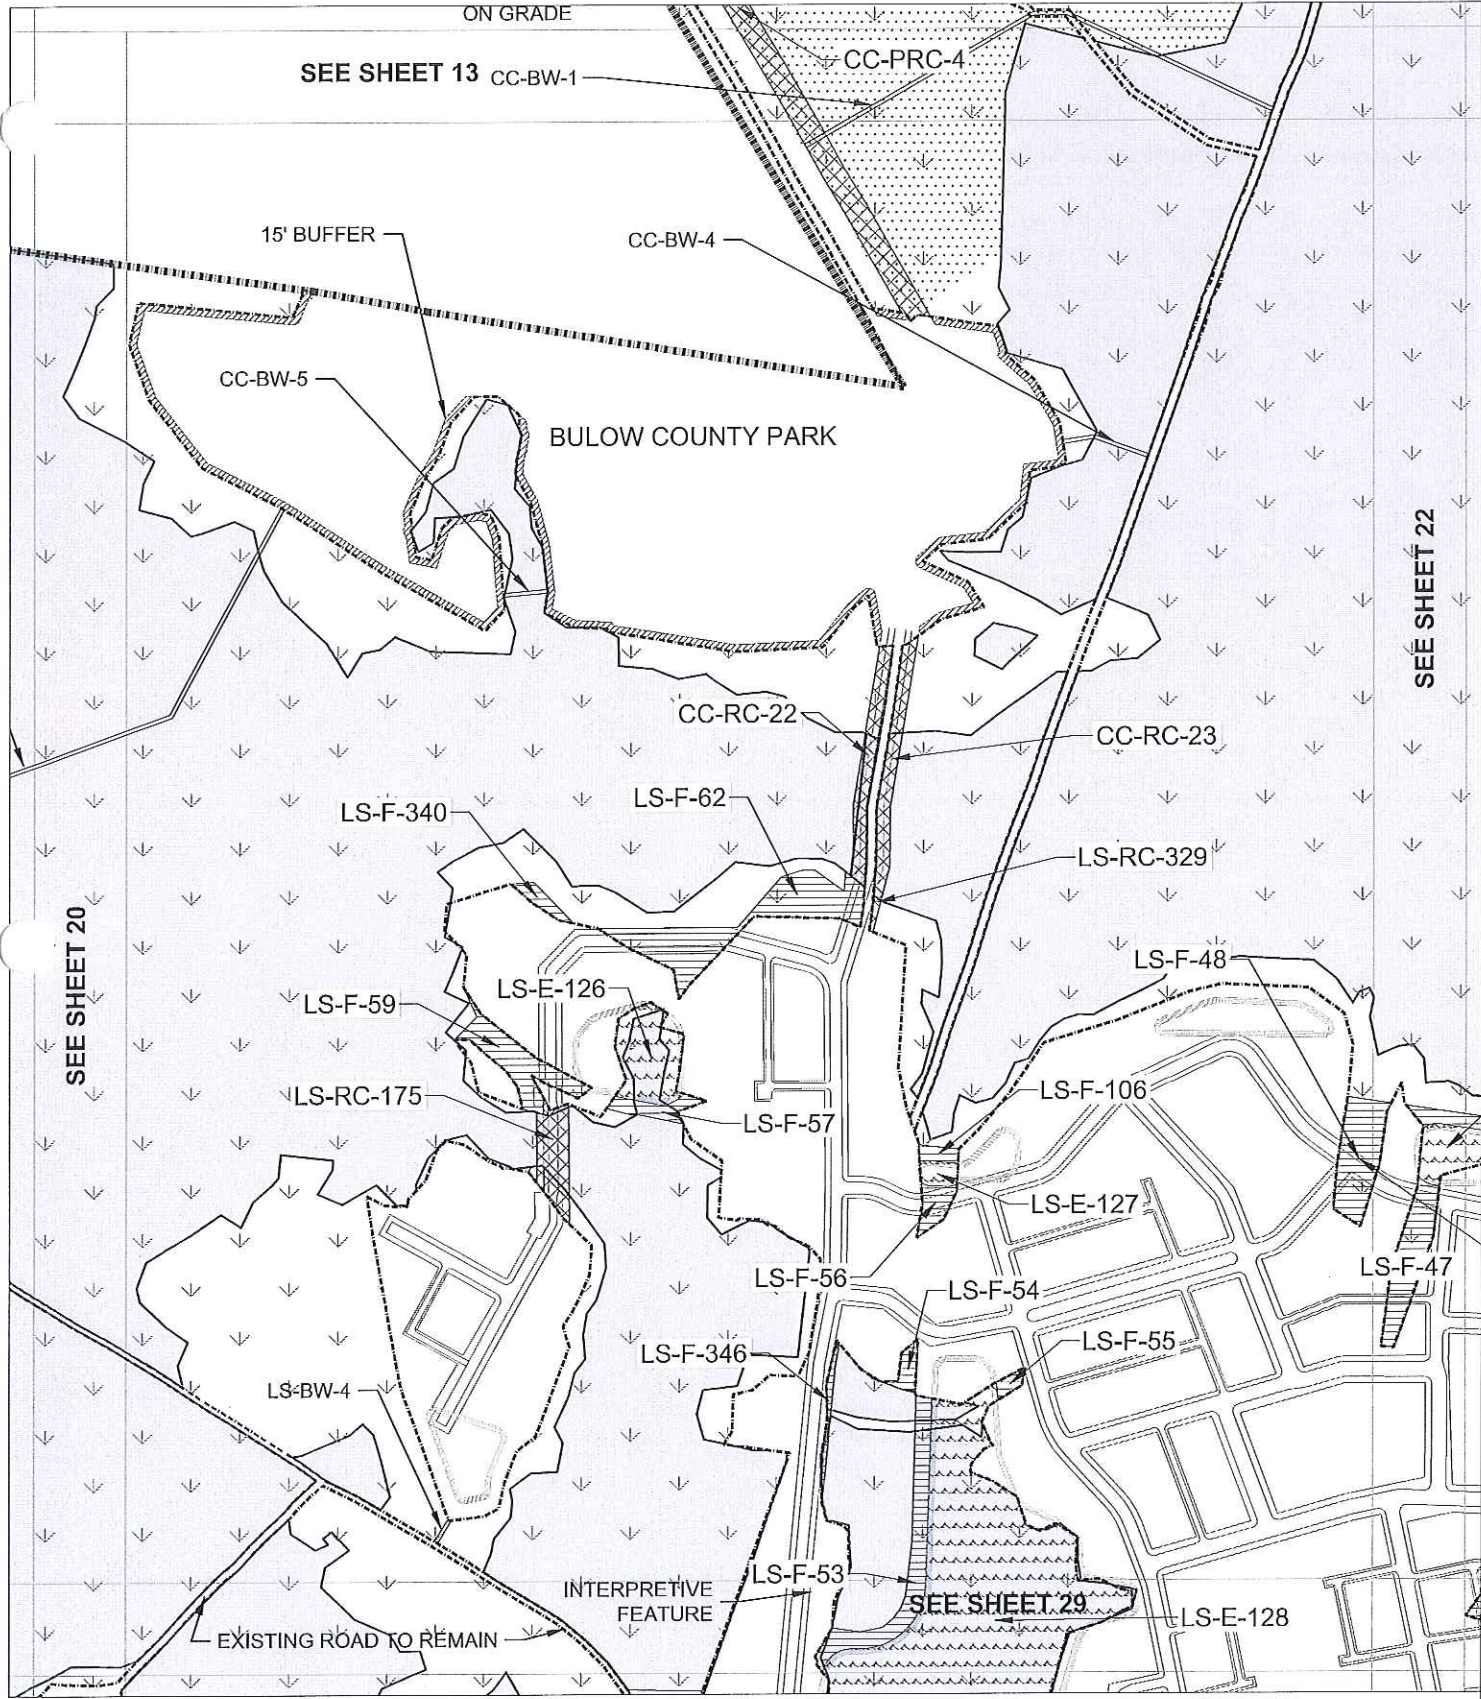 ON GRADE
SEE SHEET 13
CC-BW-1
CC-PRC-4
15' BUFFER
CC-BW-4
CC-BW-5
BULOW COUNTY PARK
SEE SHEET 22
CC-RC-22
CC-RC-23
LS-F-340
LS-F-62
LS-RC-329
SEE SHEET 20
LS-F-48
LS-F-59
LS-E-126
LS-RC-175
LS-F-57
LS-F-106
LS-E-127
LS-F-56
LS-F-54
LS-F-47
LS-F-346
LS-F-55
LS-BW-4
LS-F-53
INTERPRETIVE
FEATURE
SEE SHEET 29
LS-E-128
EXISTING ROAD TO REMAIN